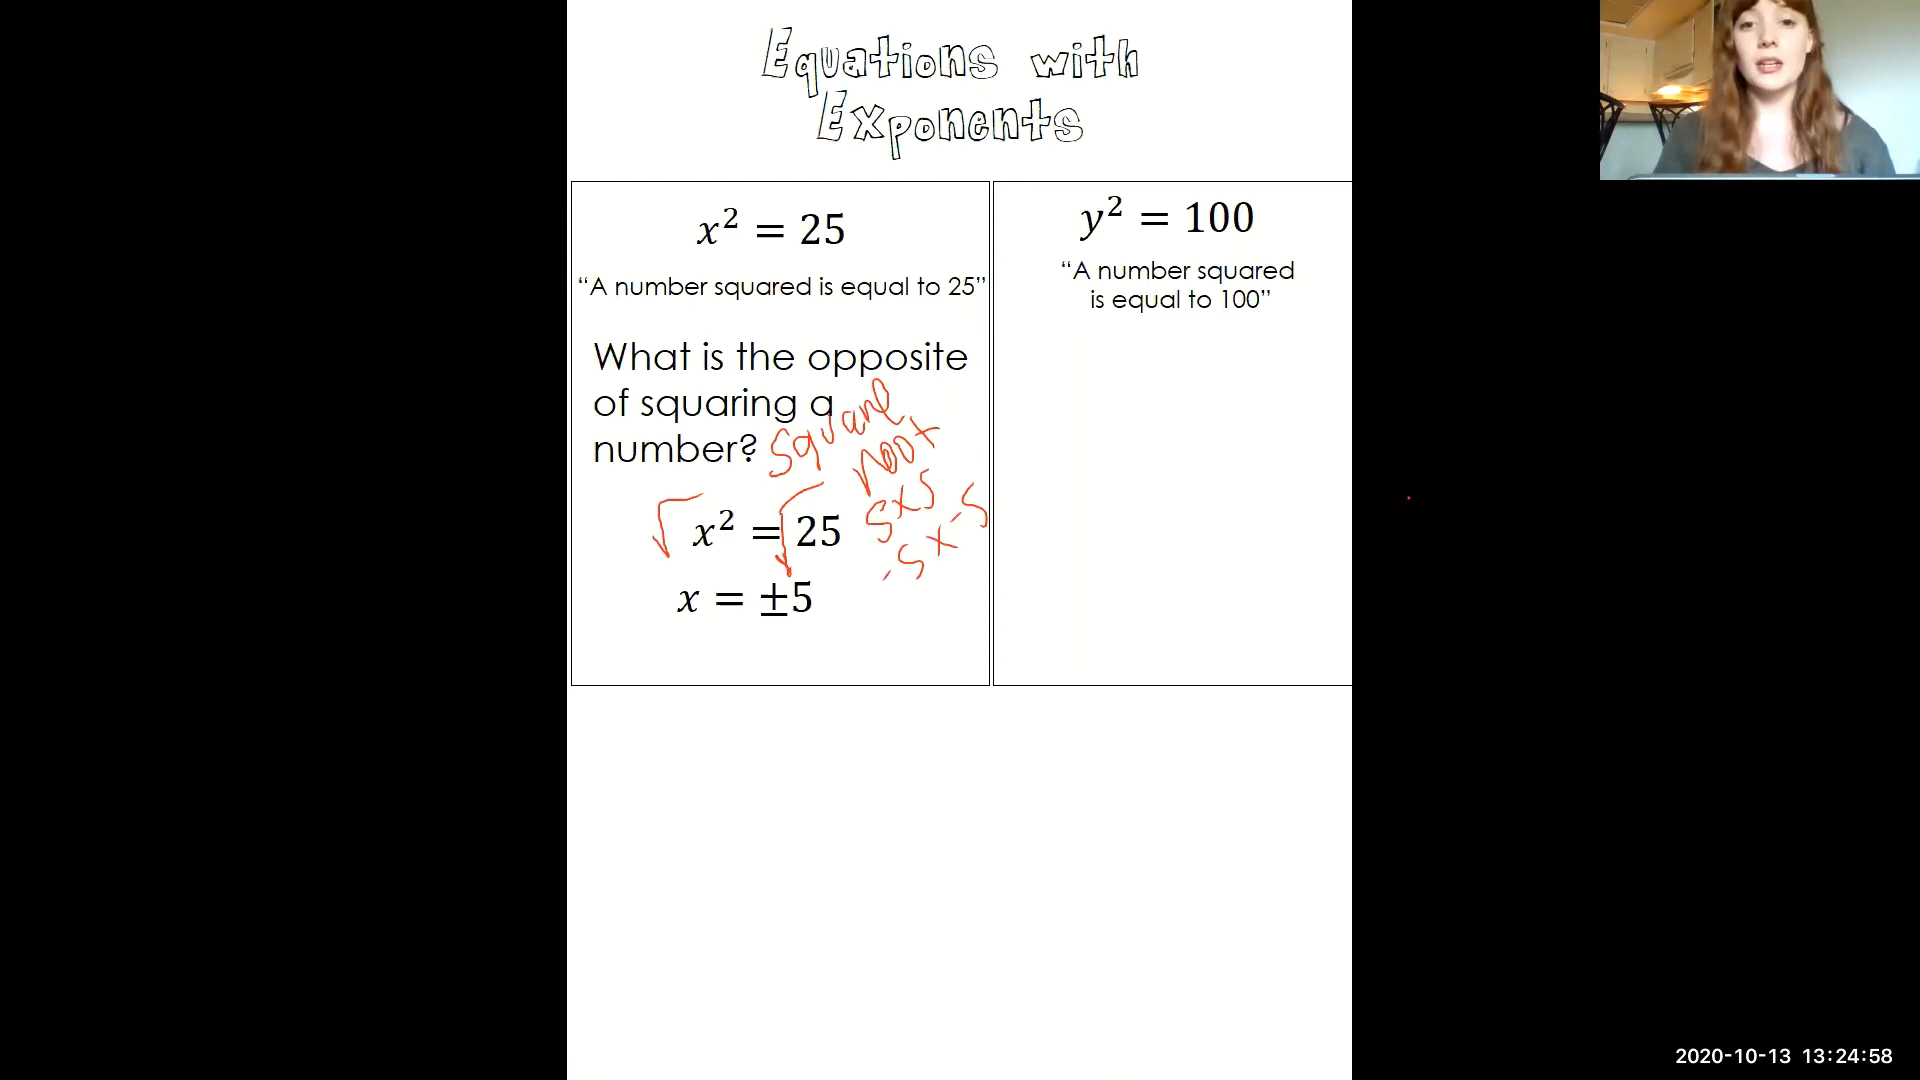 Equations with
Exponents
x² = 25
“A number squared is equal to 25”
What is the opposite
of squaring a
number? square
root
√x² = √25
5x5
-5x-5
x = ±5
y² = 100
“A number squared
is equal to 100”
2020-10-13 13:24:58